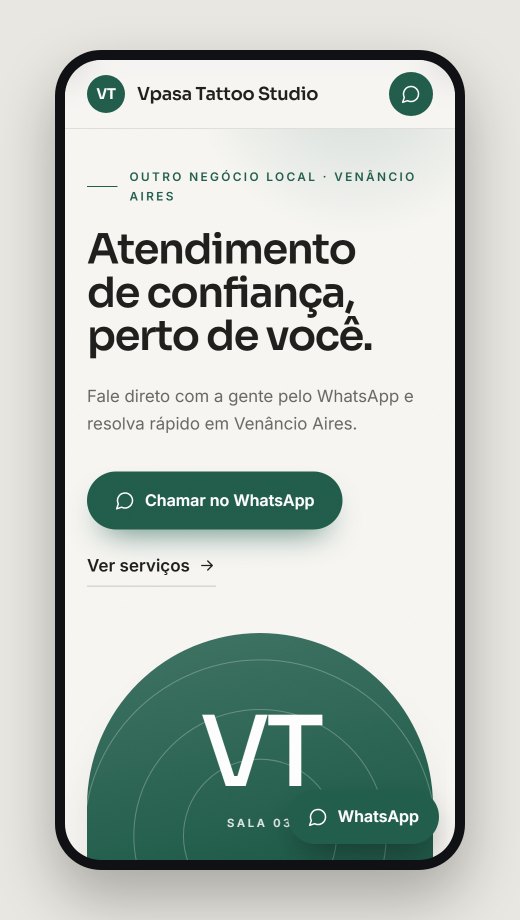 VT Vpasa Tattoo Studio
OUTRO NEGÓCIO LOCAL · VENÂNCIO
AIRES
Atendimento
de confiança,
perto de você.
Fale direto com a gente pelo WhatsApp e
resolva rápido em Venâncio Aires.
Chamar no WhatsApp
Ver serviços →
VT
SALA 03
WhatsApp